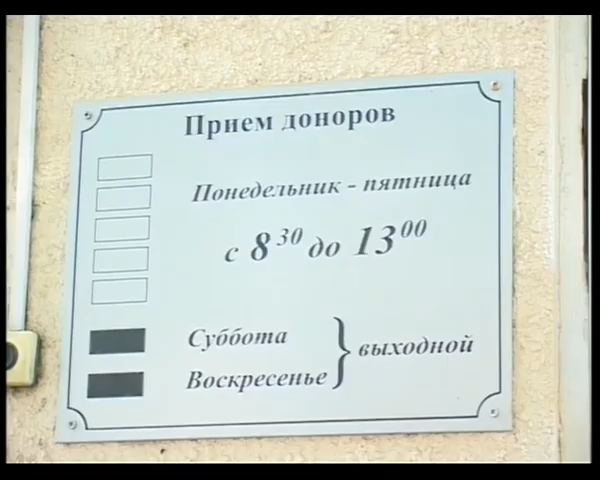 Прием доноров
Понедельник - пятница
с 8 30 до 13 00
Суббота
Воскресенье } выходной